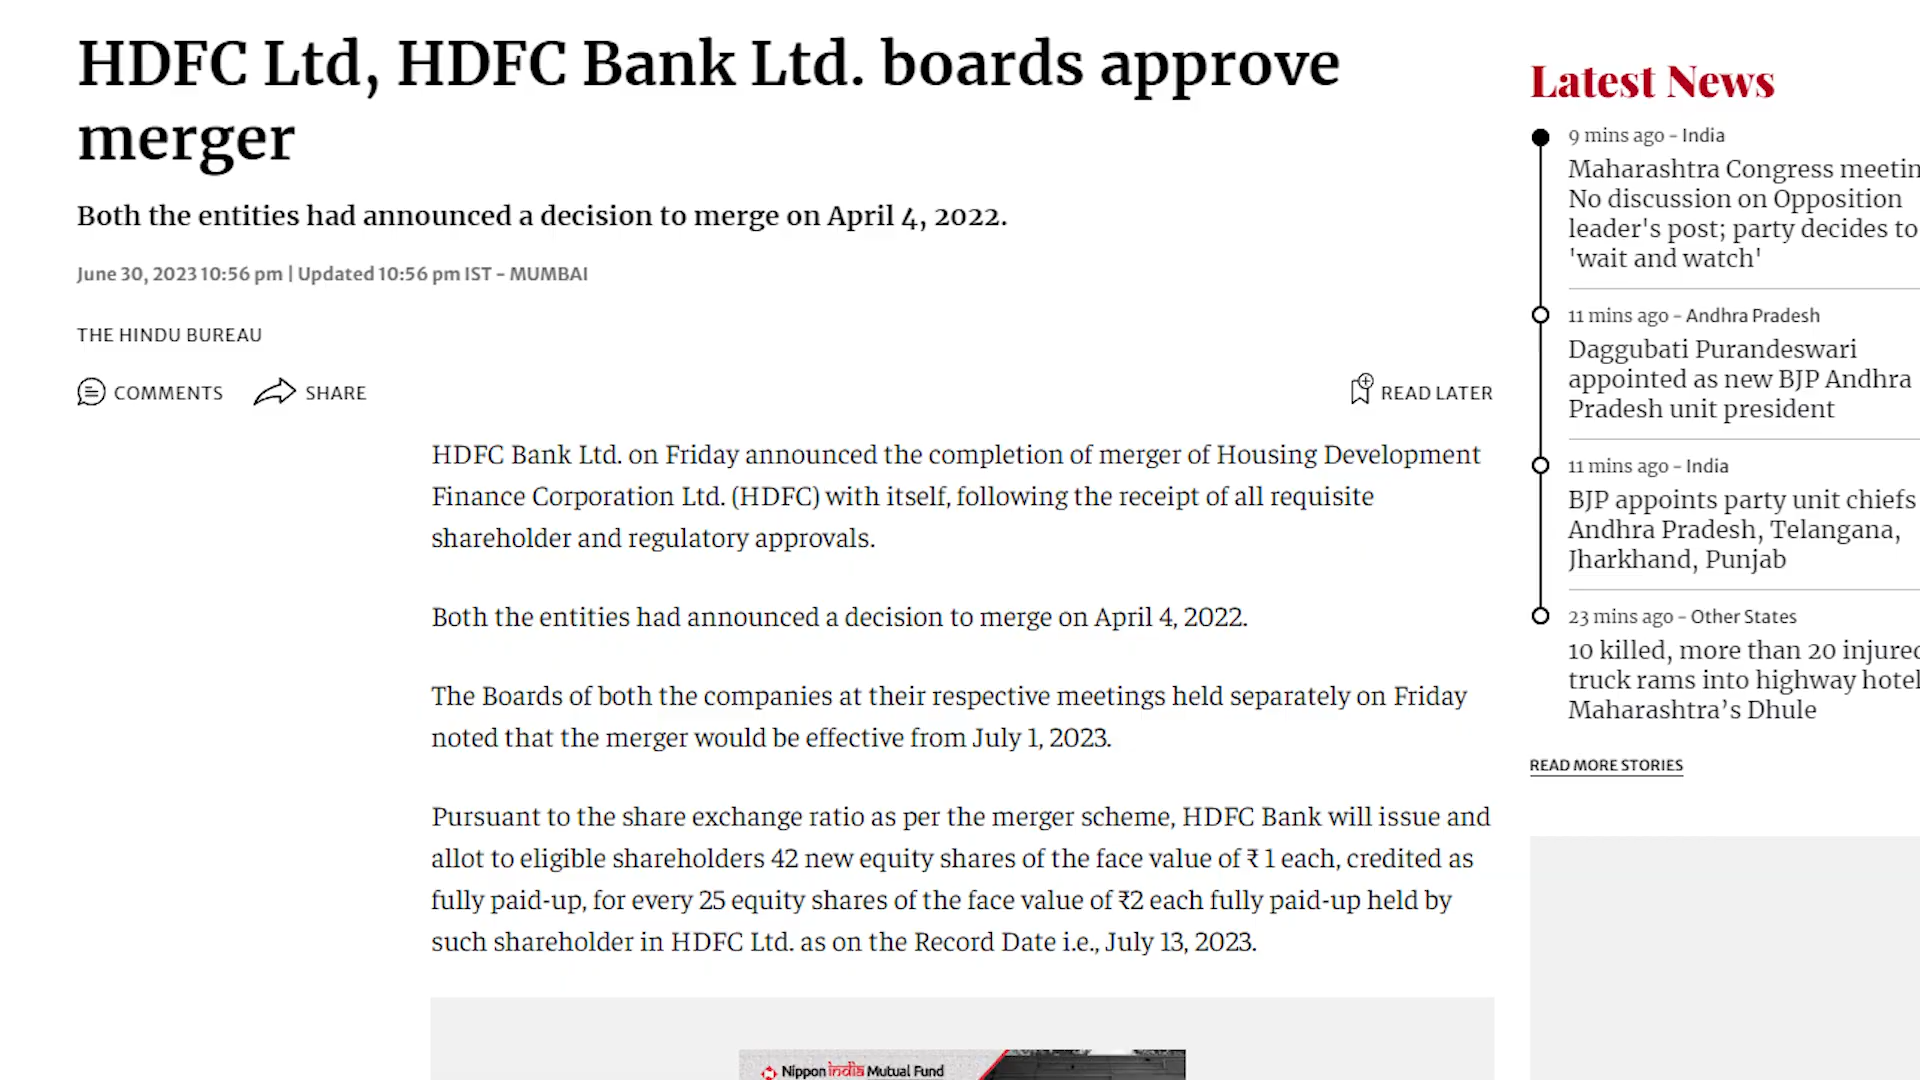 HDFC Ltd, HDFC Bank Ltd. boards approve
merger
Both the entities had announced a decision to merge on April 4, 2022.
June 30, 2023 10:56 pm | Updated 10:56 pm IST - MUMBAI
THE HINDU BUREAU
COMMENTS SHARE READ LATER
HDFC Bank Ltd. on Friday announced the completion of merger of Housing Development
Finance Corporation Ltd. (HDFC) with itself, following the receipt of all requisite
shareholder and regulatory approvals.
Both the entities had announced a decision to merge on April 4, 2022.
The Boards of both the companies at their respective meetings held separately on Friday
noted that the merger would be effective from July 1, 2023.
Pursuant to the share exchange ratio as per the merger scheme, HDFC Bank will issue and
allot to eligible shareholders 42 new equity shares of the face value of ₹ 1 each, credited as
fully paid-up, for every 25 equity shares of the face value of ₹2 each fully paid-up held by
such shareholder in HDFC Ltd. as on the Record Date i.e., July 13, 2023.
Nippon india Mutual Fund
Latest News
9 mins ago - India
Maharashtra Congress meetin
No discussion on Opposition
leader's post; party decides to
'wait and watch'
11 mins ago - Andhra Pradesh
Daggubati Purandeswari
appointed as new BJP Andhra
Pradesh unit president
11 mins ago - India
BJP appoints party unit chiefs
Andhra Pradesh, Telangana,
Jharkhand, Punjab
23 mins ago - Other States
10 killed, more than 20 injured
truck rams into highway hotel
Maharashtra’s Dhule
READ MORE STORIES